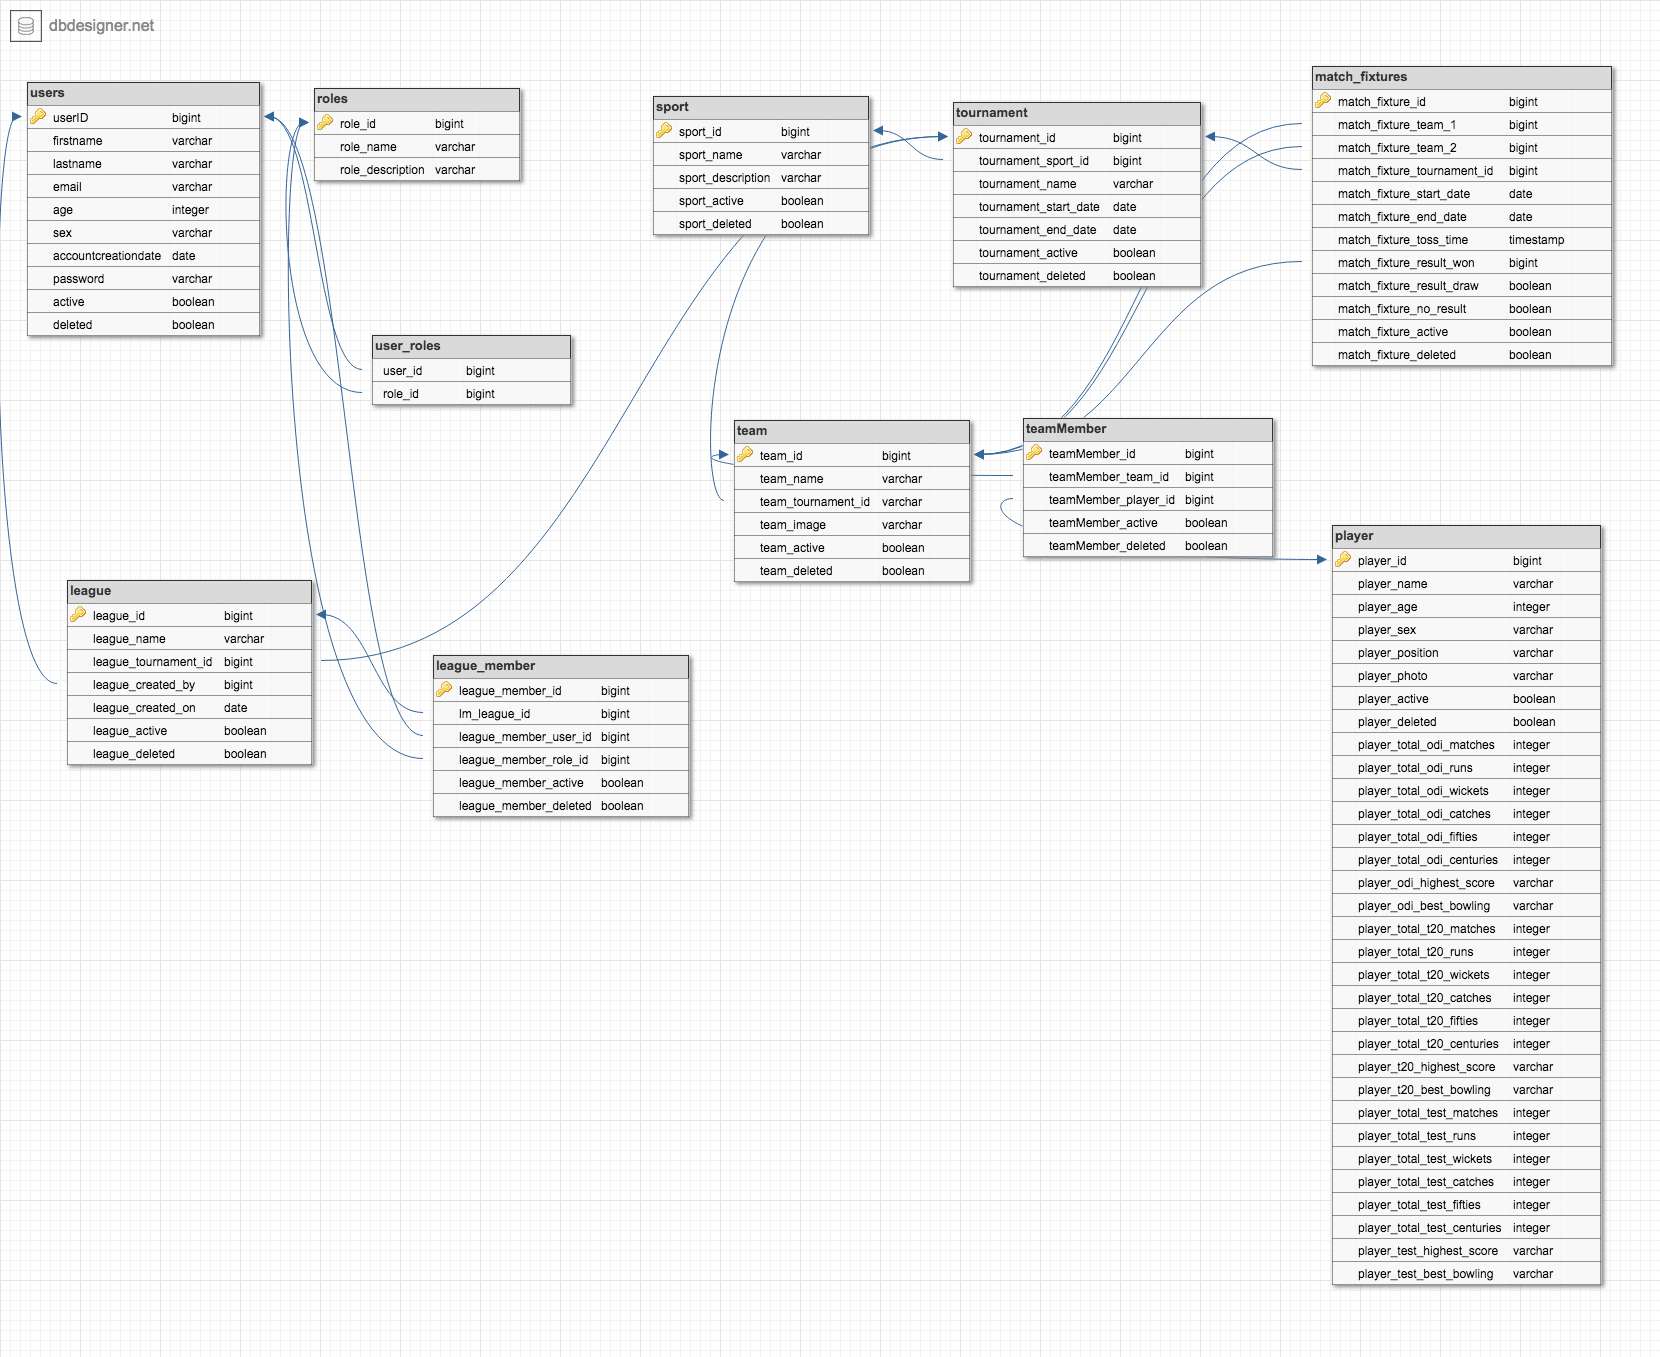 dbdesigner.net
users
userID bigint
firstname varchar
lastname varchar
email varchar
age integer
sex varchar
accountcreationdate date
password varchar
active boolean
deleted boolean
roles
role_id bigint
role_name varchar
role_description varchar
user_roles
user_id bigint
role_id bigint
sport
sport_id bigint
sport_name varchar
sport_description varchar
sport_active boolean
sport_deleted boolean
tournament
tournament_id bigint
tournament_sport_id bigint
tournament_name varchar
tournament_start_date date
tournament_end_date date
tournament_active boolean
tournament_deleted boolean
match_fixtures
match_fixture_id bigint
match_fixture_team_1 bigint
match_fixture_team_2 bigint
match_fixture_tournament_id bigint
match_fixture_start_date date
match_fixture_end_date date
match_fixture_toss_time timestamp
match_fixture_result_won bigint
match_fixture_result_draw boolean
match_fixture_no_result boolean
match_fixture_active boolean
match_fixture_deleted boolean
team
team_id bigint
team_name varchar
team_tournament_id varchar
team_image varchar
team_active boolean
team_deleted boolean
teamMember
teamMember_id bigint
teamMember_team_id bigint
teamMember_player_id bigint
teamMember_active boolean
teamMember_deleted boolean
league
league_id bigint
league_name varchar
league_tournament_id bigint
league_created_by bigint
league_created_on date
league_active boolean
league_deleted boolean
league_member
league_member_id bigint
lm_league_id bigint
league_member_user_id bigint
league_member_role_id bigint
league_member_active boolean
league_member_deleted boolean
player
player_id bigint
player_name varchar
player_age integer
player_sex varchar
player_position varchar
player_photo varchar
player_active boolean
player_deleted boolean
player_total_odi_matches integer
player_total_odi_runs integer
player_total_odi_wickets integer
player_total_odi_catches integer
player_total_odi_fifties integer
player_total_odi_centuries integer
player_odi_highest_score varchar
player_odi_best_bowling varchar
player_total_t20_matches integer
player_total_t20_runs integer
player_total_t20_wickets integer
player_total_t20_catches integer
player_total_t20_fifties integer
player_total_t20_centuries integer
player_t20_highest_score varchar
player_t20_best_bowling varchar
player_total_test_matches integer
player_total_test_runs integer
player_total_test_wickets integer
player_total_test_catches integer
player_total_test_fifties integer
player_total_test_centuries integer
player_test_highest_score varchar
player_test_best_bowling varchar